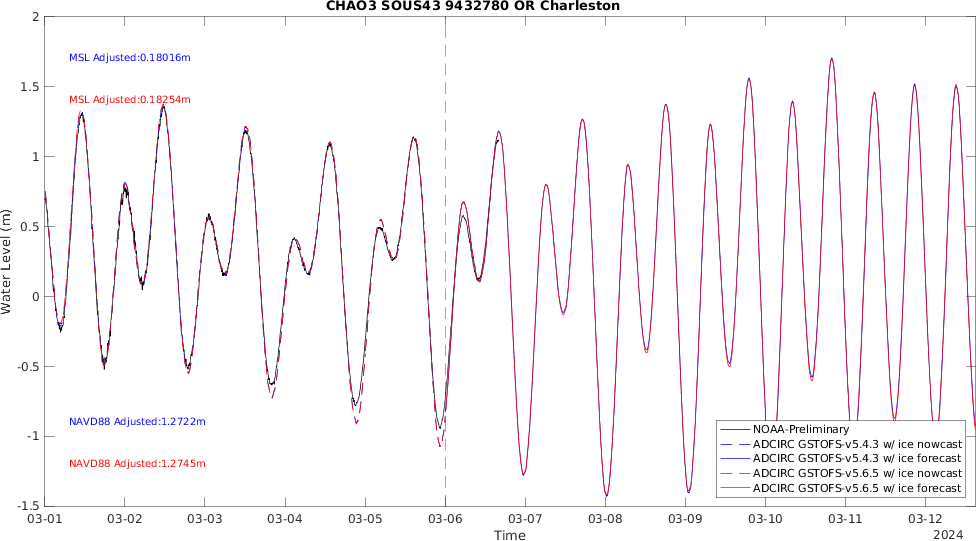 CHAO3 SOUS43 9432780 OR Charleston
2
1.5
1
0.5
0
-0.5
-1
-1.5
Water Level (m)
MSL Adjusted:0.18016m
MSL Adjusted:0.18254m
NAVD88 Adjusted:1.2722m
NAVD88 Adjusted:1.2745m
NOAA-Preliminary
ADCIRC GSTOFS-v5.4.3 w/ ice nowcast
ADCIRC GSTOFS-v5.4.3 w/ ice forecast
ADCIRC GSTOFS-v5.6.5 w/ ice nowcast
ADCIRC GSTOFS-v5.6.5 w/ ice forecast
03-01 03-02 03-03 03-04 03-05 03-06 03-07 03-08 03-09 03-10 03-11 03-12
Time
2024